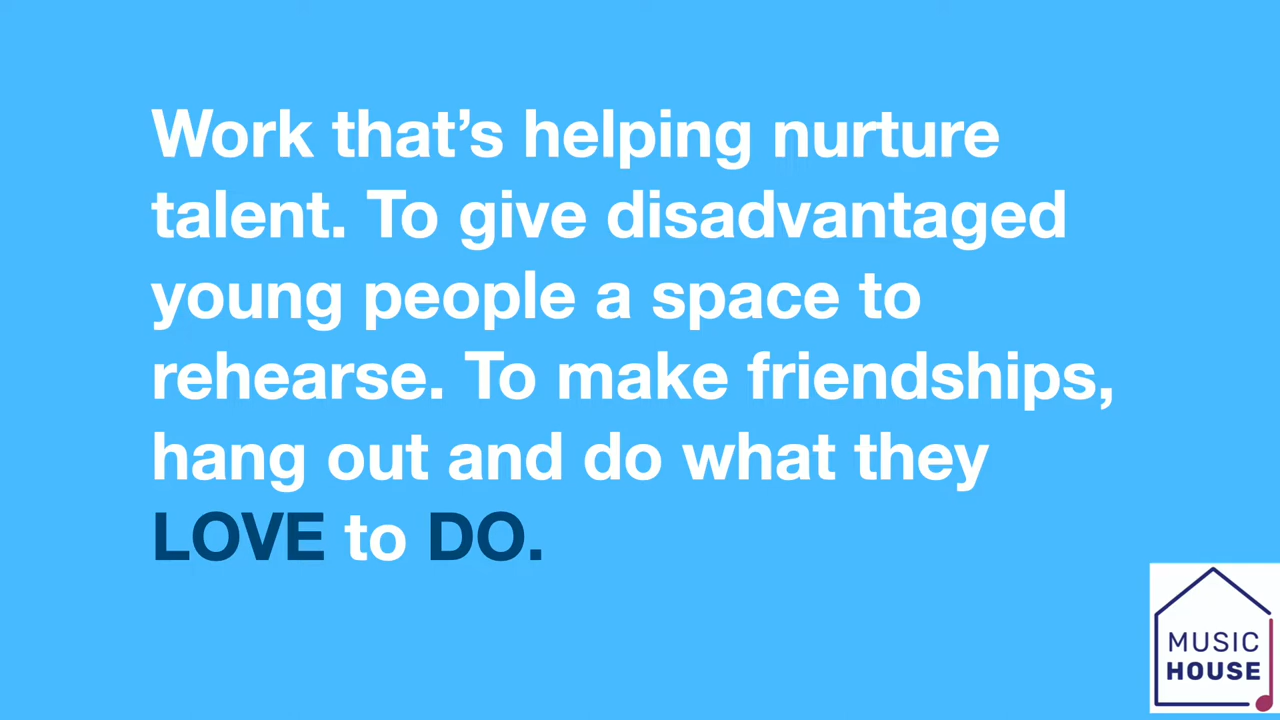 Work that’s helping nurture
talent. To give disadvantaged
young people a space to
rehearse. To make friendships,
hang out and do what they
LOVE to DO.
MUSIC
HOUSE